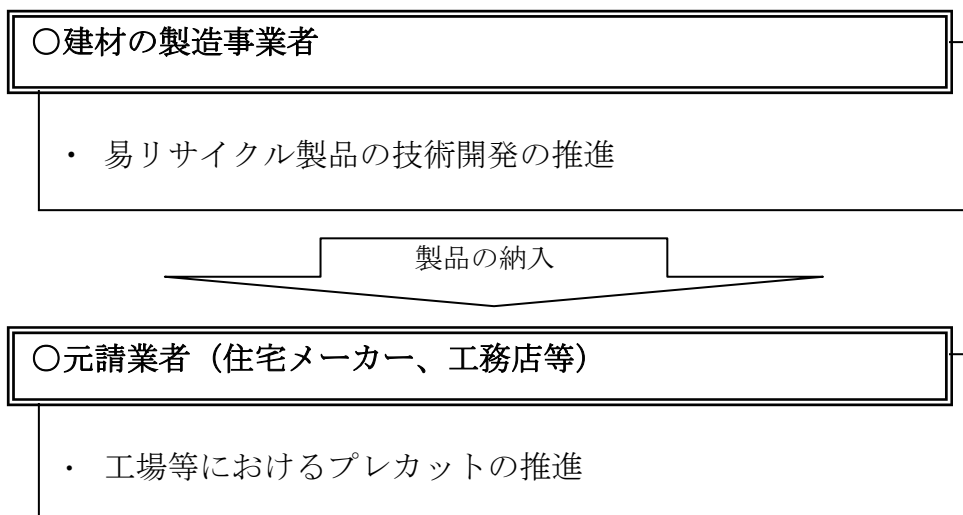 ○建材の製造事業者
・ 易リサイクル製品の技術開発の推進
製品の納入
○元請業者（住宅メーカー、工務店等）
・ 工場等におけるプレカットの推進